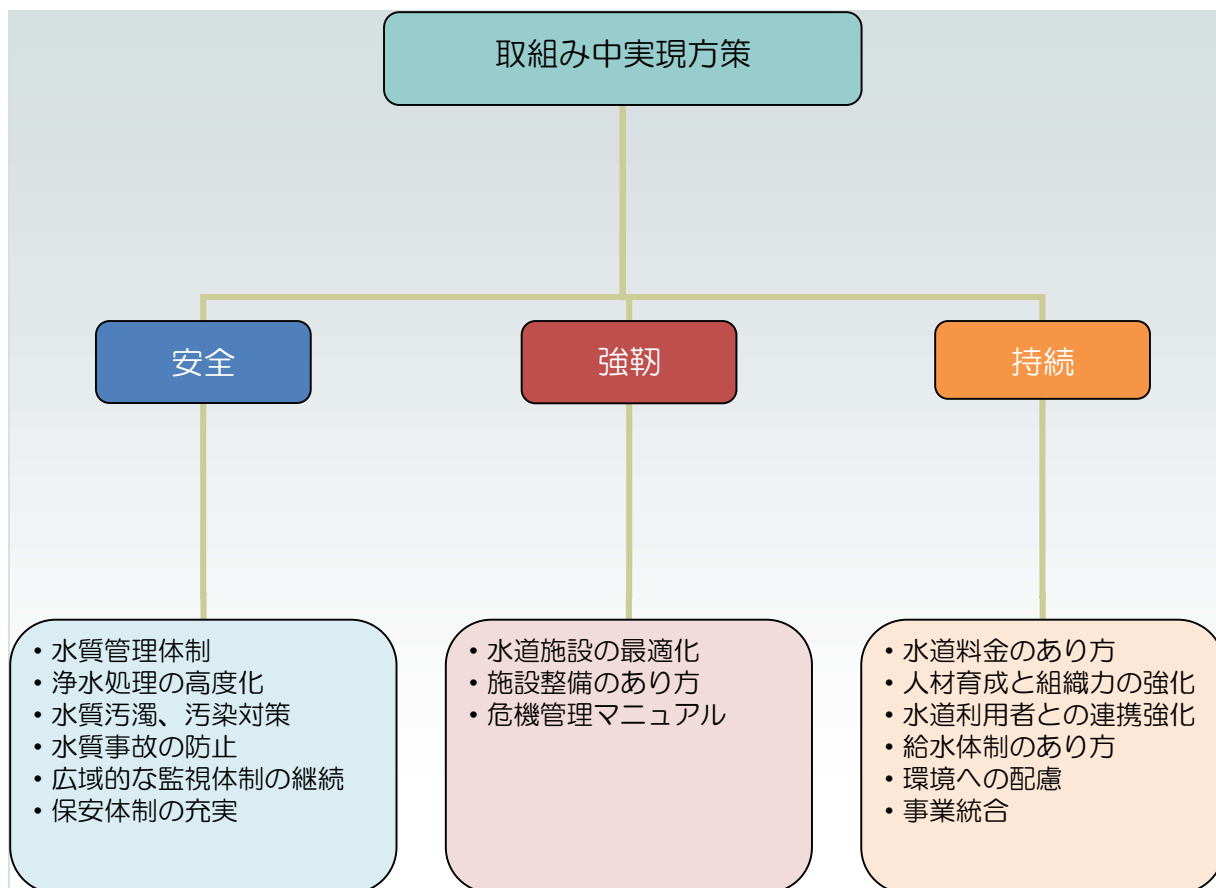 取組み中実現方策
安全
強靭
持続
・水質管理体制
・浄水処理の高度化
・水質汚濁、汚染対策
・水質事故の防止
・広域的な監視体制の継続
・保安体制の充実
・水道施設の最適化
・施設整備のあり方
・危機管理マニュアル
・水道料金のあり方
・人材育成と組織力の強化
・水道利用者との連携強化
・給水体制のあり方
・環境への配慮
・事業統合